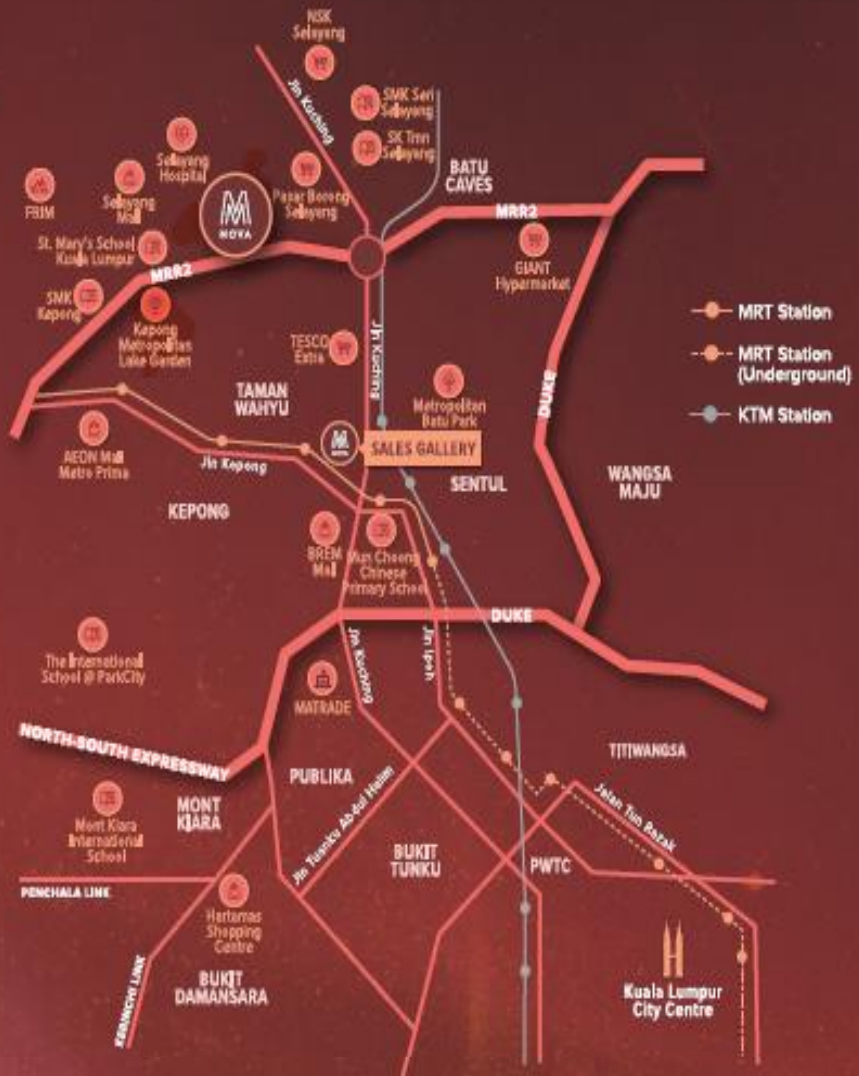 NSK
Selayang
Jln Kuching
SMK Seri
Selayang
SK Tmn
Selayang
Selayang
Hospital
BATU
CAVES
FRIM
Selayang
Mall
M
NOVA
Pasar Borong
Selayang
MRR2
St. Mary's School
Kuala Lumpur
MRR2
GIANT
Hypermarket
SMK
Kepong
Kepong
Metropolitan
Lake Garden
TESCO
Extra
Jln Kuching
MRT Station
MRT Station
(Underground)
KTM Station
TAMAN
WAHYU
Metropolitan
Batu Park
DUKE
AEON Mall
Metro Prima
Jln Kepong
M
NOVA
SALES GALLERY
SENTUL
WANGSA
MAJU
KEPONG
BREM
Mall
Mun Choong
Chinese
Primary School
DUKE
The International
School @ ParkCity
Jln Kuching
Jln Ipoh
MATRADE
NORTH-SOUTH EXPRESSWAY
TITIWANGSA
PUBLIKA
MONT
KIARA
Jln Tuanku Abdul Halim
Jalan Tun Razak
Mont Kiara
International
School
BUKIT
TUNKU
PWTC
PENCHALA LINK
Hartamas
Shopping
Centre
BUKIT
DAMANSARA
KERINCHI LINK
Kuala Lumpur
City Centre